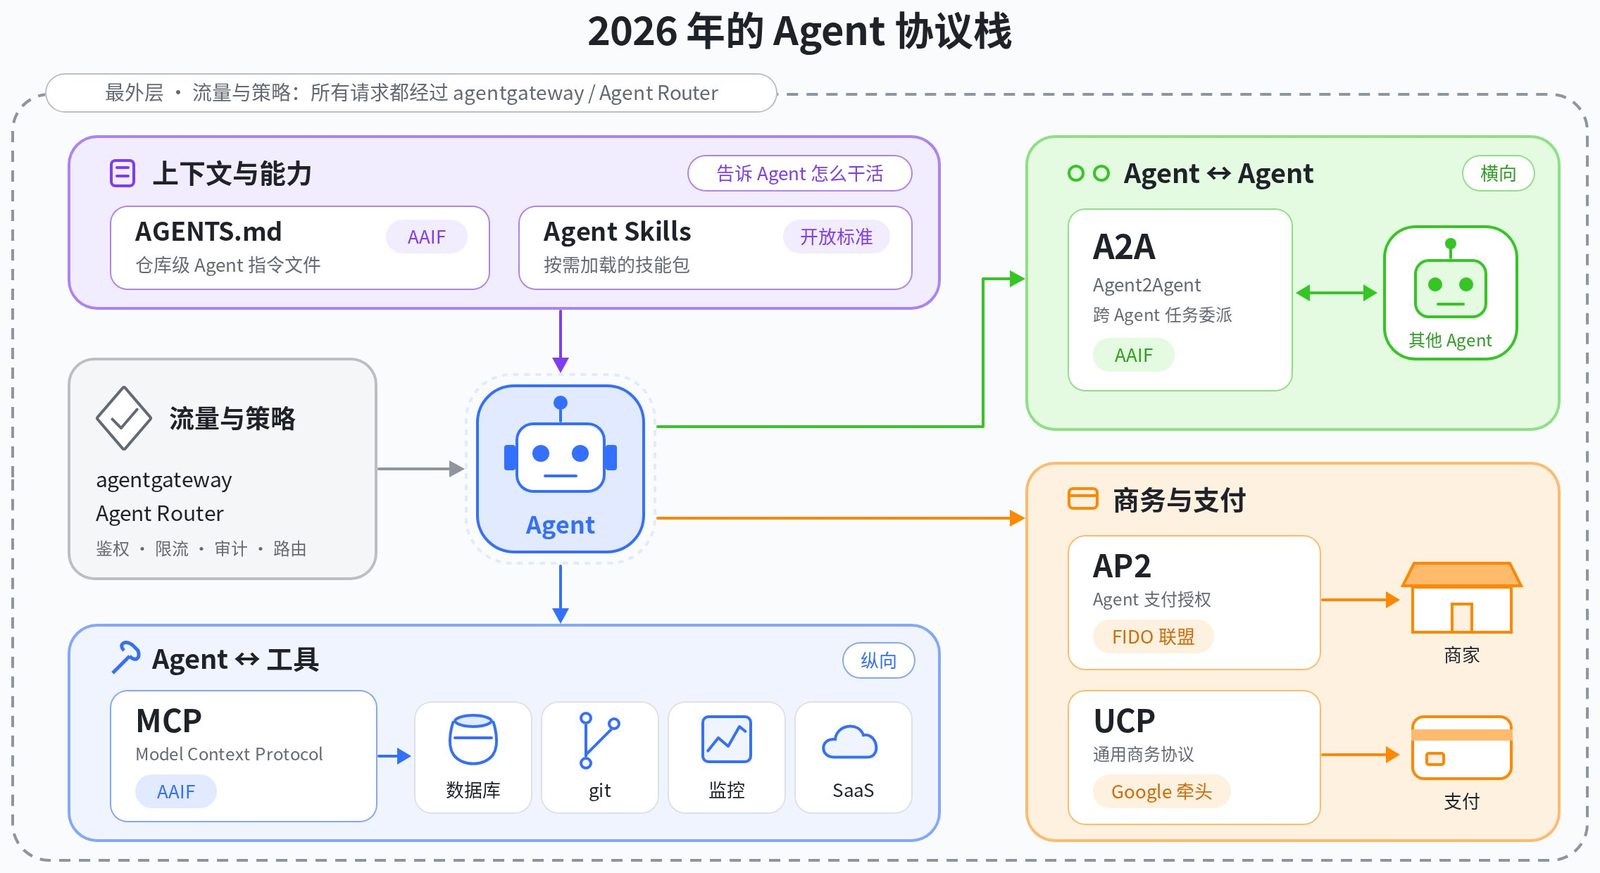 2026 年的 Agent 协议栈
最外层 · 流量与策略：所有请求都经过 agentgateway / Agent Router
上下文与能力
告诉 Agent 怎么干活
AGENTS.md
AAIF
仓库级 Agent 指令文件
Agent Skills
开放标准
按需加载的技能包
Agent ↔ Agent
横向
A2A
Agent2Agent
跨 Agent 任务委派
AAIF
其他 Agent
流量与策略
agentgateway
Agent Router
鉴权 · 限流 · 审计 · 路由
Agent
商务与支付
AP2
Agent 支付授权
FIDO 联盟
商家
UCP
通用商务协议
Google 牵头
支付
Agent ↔ 工具
纵向
MCP
Model Context Protocol
AAIF
数据库
git
监控
SaaS